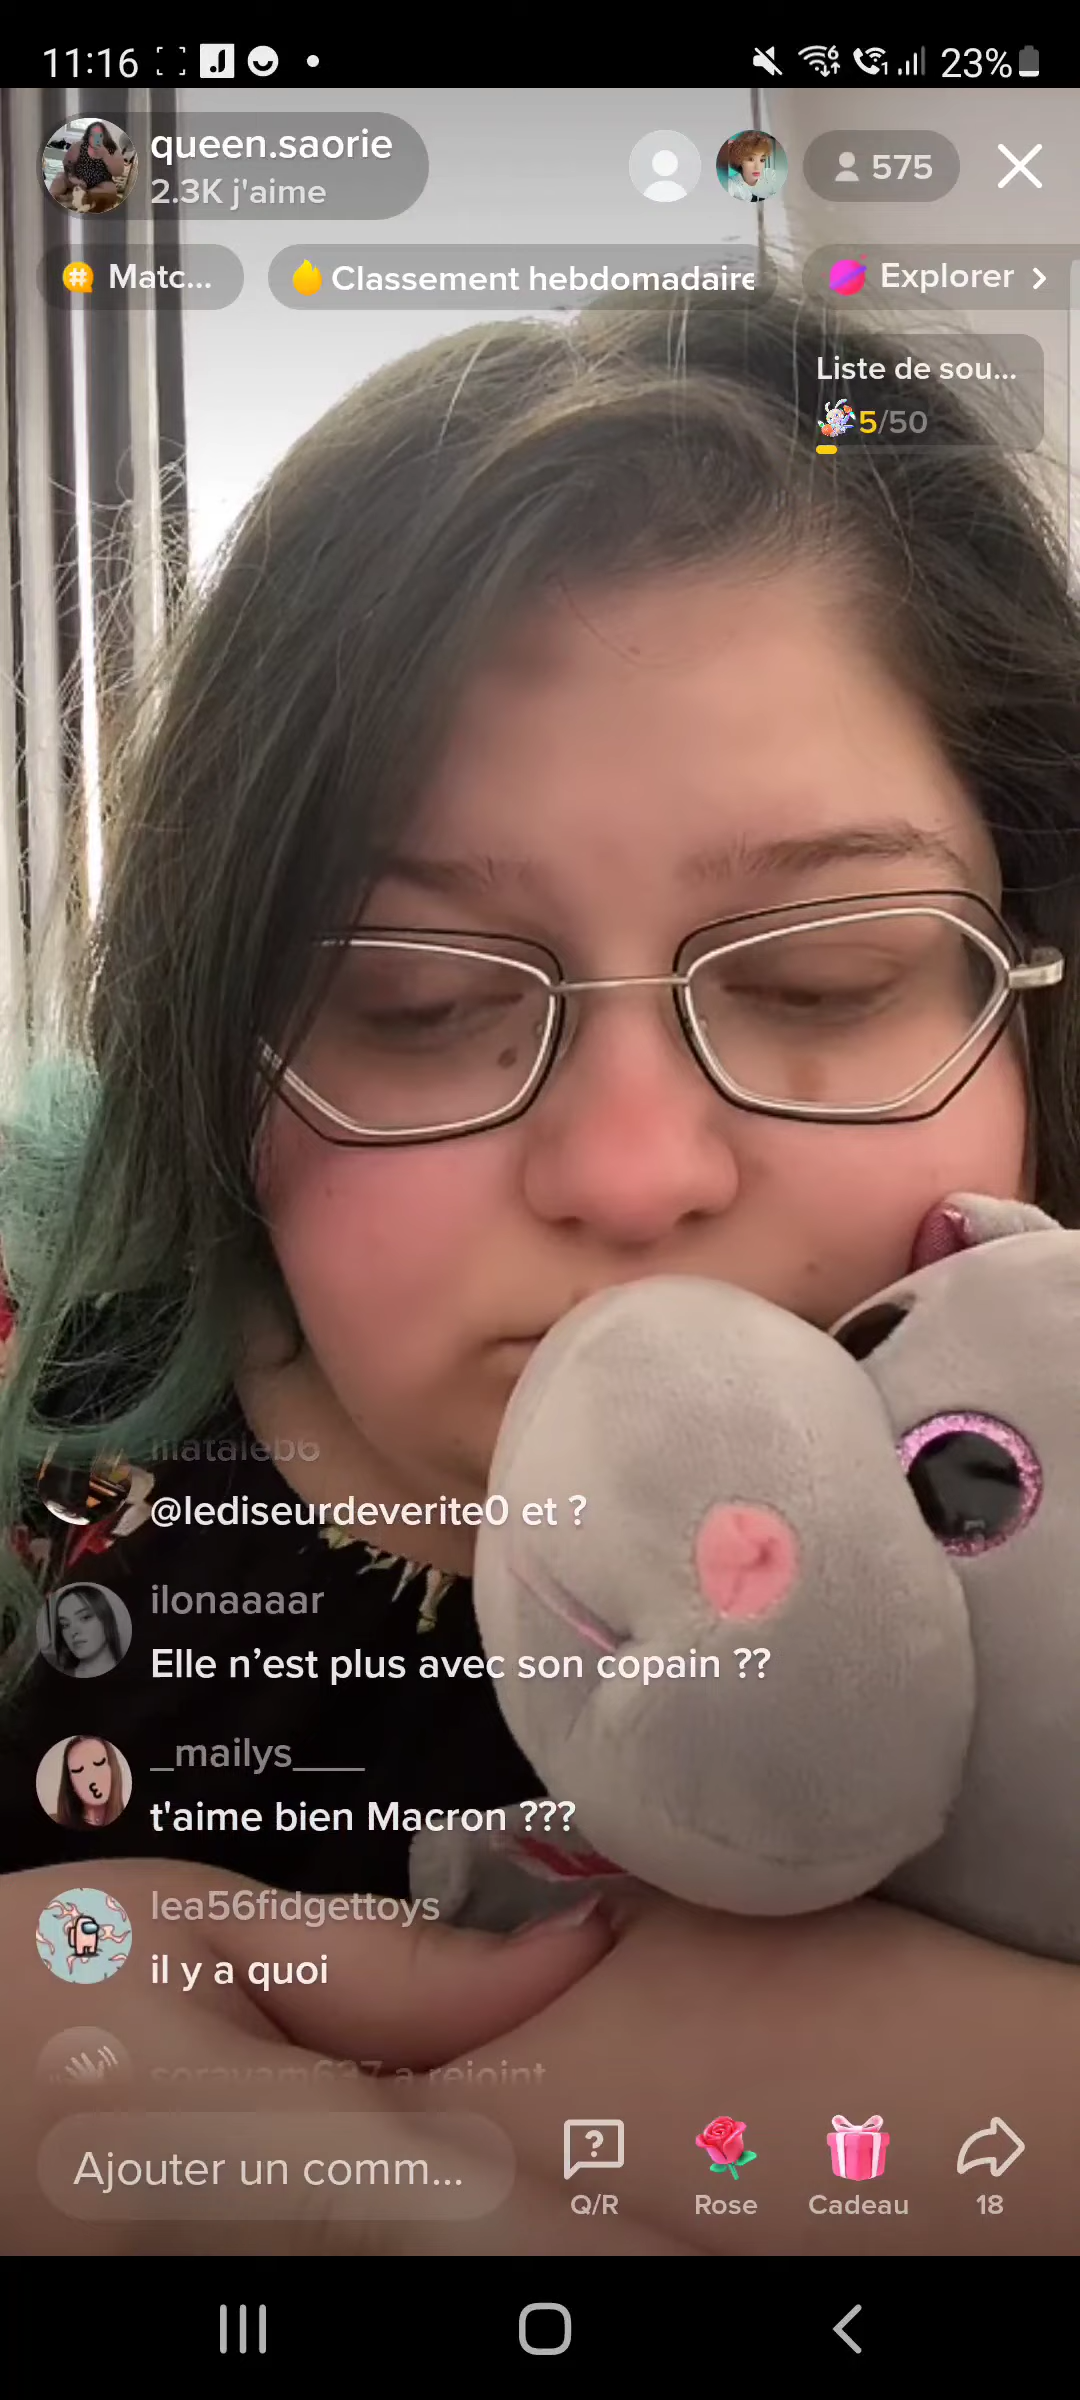 11:16
23%
queen.saorie
2.3K j'aime
575
Matc...
Classement hebdomadaire
Explorer
Liste de sou...
5/50
@lediseurdeverite0 et ?
ilonaaaar
Elle n’est plus avec son copain ??
_mailys___
t'aime bien Macron ???
lea56fidgettoys
il y a quoi
a rejoint
Ajouter un comm...
Q/R
Rose
Cadeau
18